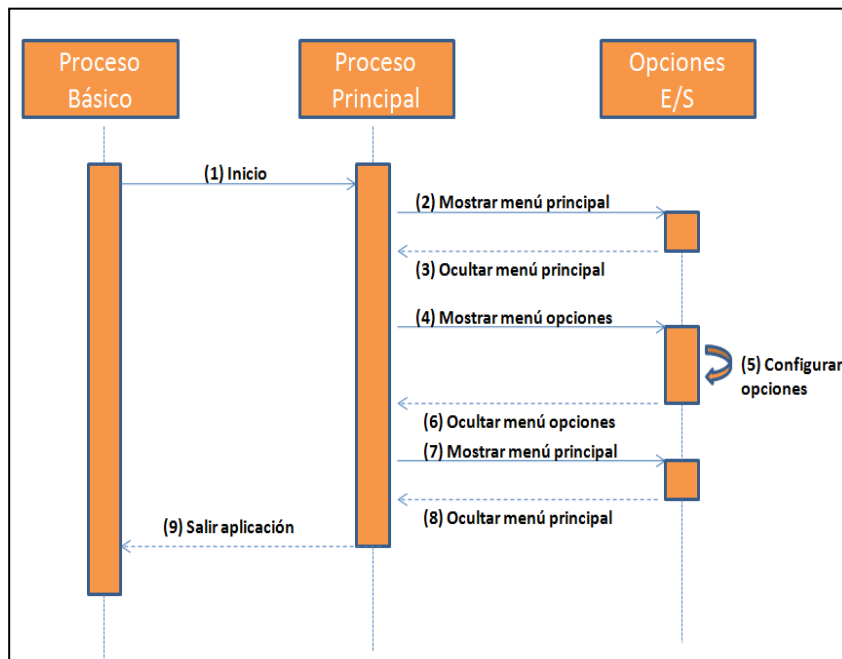 Proceso
Básico
Proceso
Principal
Opciones
E/S
(1) Inicio
(2) Mostrar menú principal
(3) Ocultar menú principal
(4) Mostrar menú opciones
(5) Configurar
opciones
(6) Ocultar menú opciones
(7) Mostrar menú principal
(8) Ocultar menú principal
(9) Salir aplicación